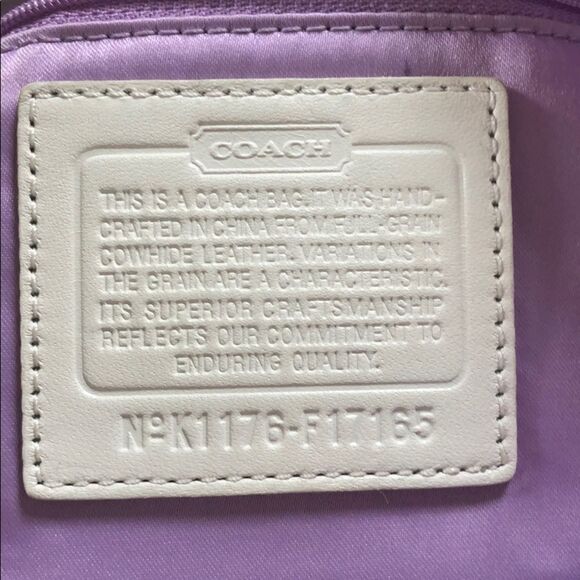 COACH
THIS IS A COACH BAG.IT WAS HAND-
CRAFTED IN CHINA FROM FULL-GRAIN
COWHIDE LEATHER. VARIATIONS IN
THE GRAIN ARE A CHARACTERISTIC.
ITS SUPERIOR CRAFTSMANSHIP
REFLECTS OUR COMMITMENT TO
ENDURING QUALITY.
NºK1176-F17165